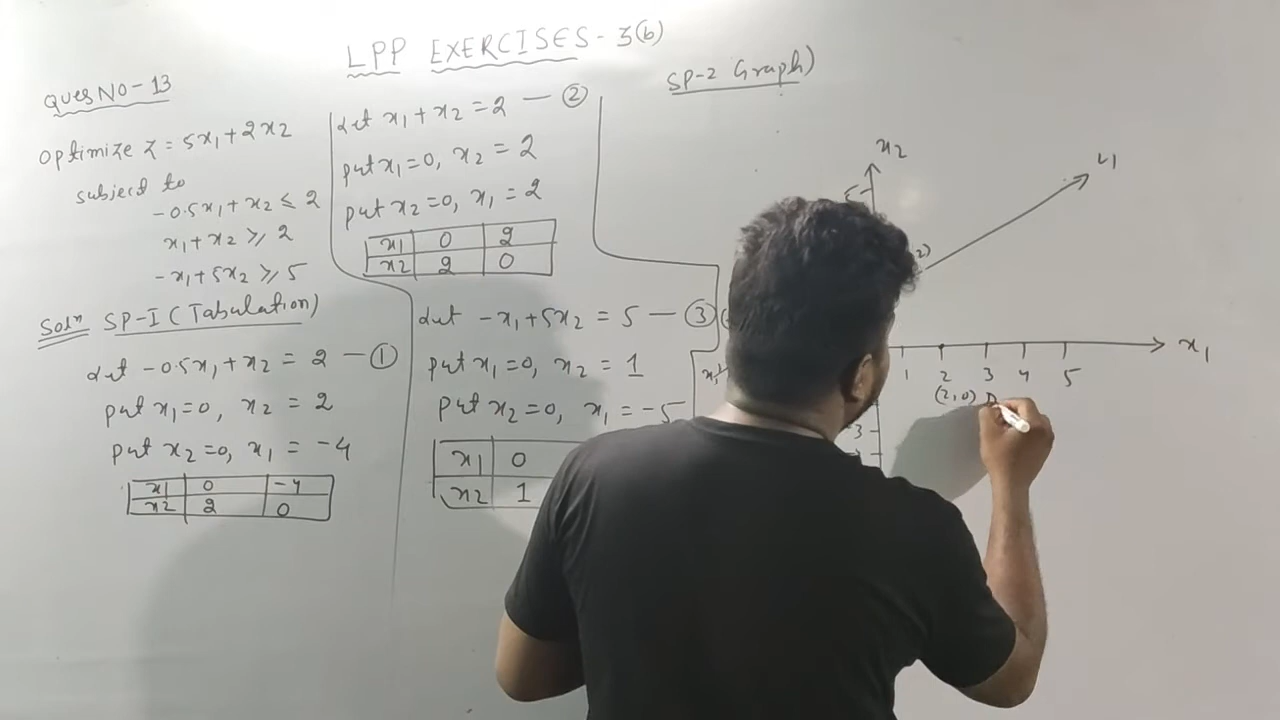 LPP EXERCISES - 3(b)
QUES NO - 13
Optimize Z = 5x1 + 2x2
subject to
-0.5x1 + x2 ≤ 2
x1 + x2 ⩾ 2
-x1 + 5x2 ⩾ 5
Soln SP-I (Tabulation)
Let -0.5x1 + x2 = 2 — ①
put x1 = 0, x2 = 2
put x2 = 0, x1 = -4
x1 0 -4
x2 2 0
Let x1 + x2 = 2 — ②
put x1 = 0, x2 = 2
put x2 = 0, x1 = 2
x1 0 2
x2 2 0
Let -x1 + 5x2 = 5 — ③
put x1 = 0, x2 = 1
put x2 = 0, x1 = -5
x1 0
x2 1
SP-2 Graph)
x2
L1
5
2)
x1
1 2 3 4 5
(2,0) D
-3